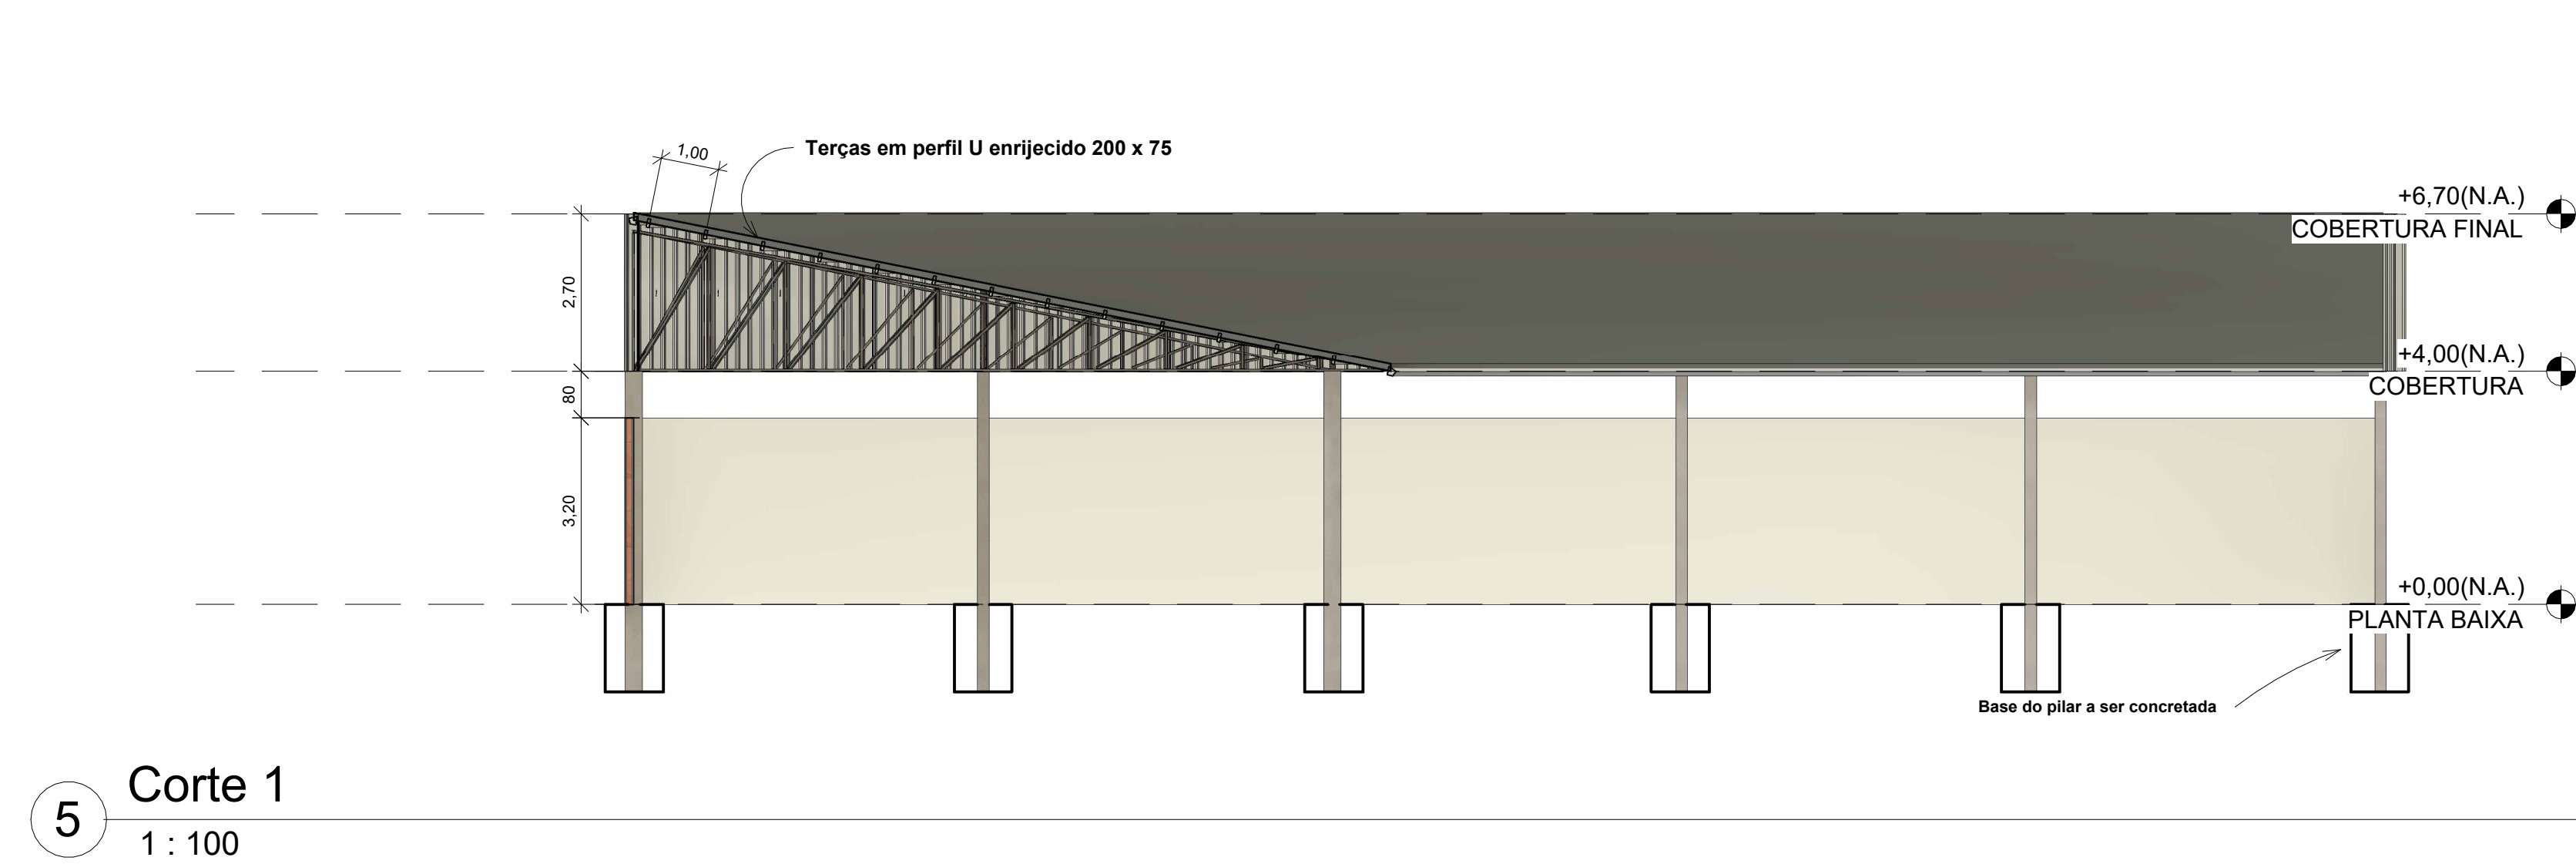 1,00
Terças em perfil U enrijecido 200 x 75
+6,70(N.A.)
COBERTURA FINAL
2,70
+4,00(N.A.)
COBERTURA
80
3,20
+0,00(N.A.)
PLANTA BAIXA
Base do pilar a ser concretada
Corte 1
5
1 : 100